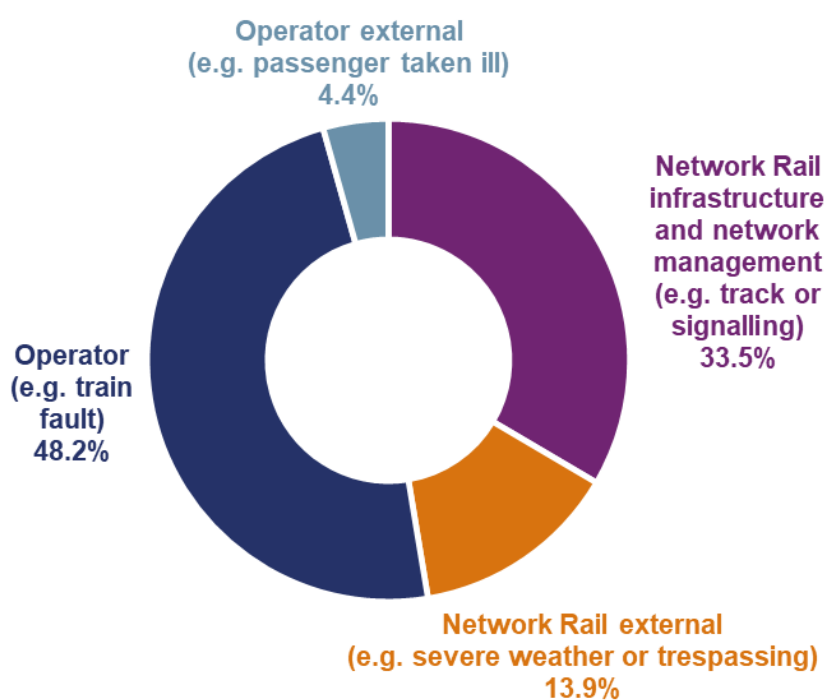 Operator external
(e.g. passenger taken ill)
4.4%
Network Rail
infrastructure
and network
management
(e.g. track or
signalling)
33.5%
Operator
(e.g. train
fault)
48.2%
Network Rail external
(e.g. severe weather or trespassing)
13.9%